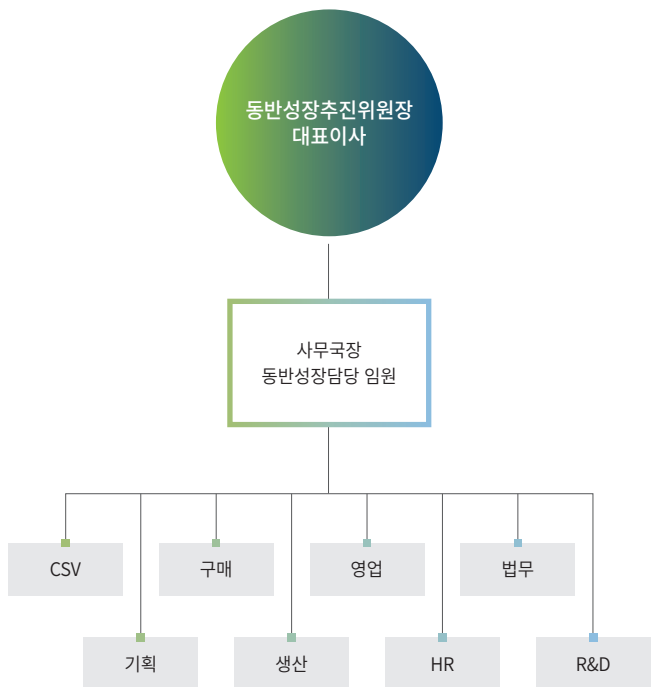 동반성장추진위원장
대표이사
사무국장
동반성장담당 임원
CSV
구매
영업
법무
기획
생산
HR
R&D